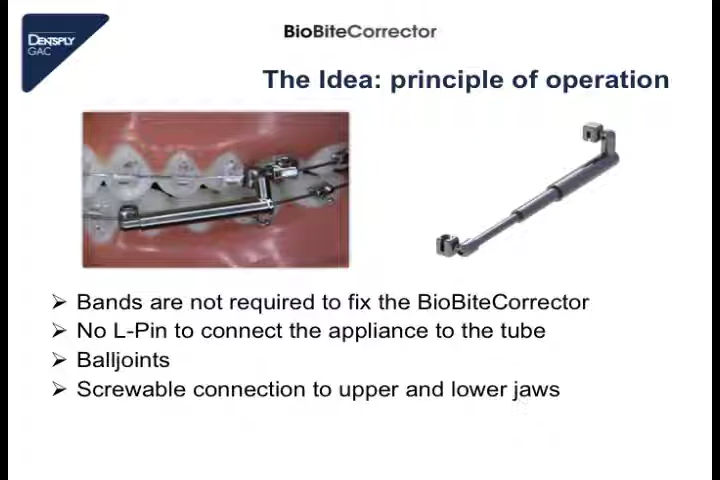 DENTSPLY
GAC
BioBiteCorrector
The Idea: principle of operation
Bands are not required to fix the BioBiteCorrector
No L-Pin to connect the appliance to the tube
Balljoints
Screwable connection to upper and lower jaws